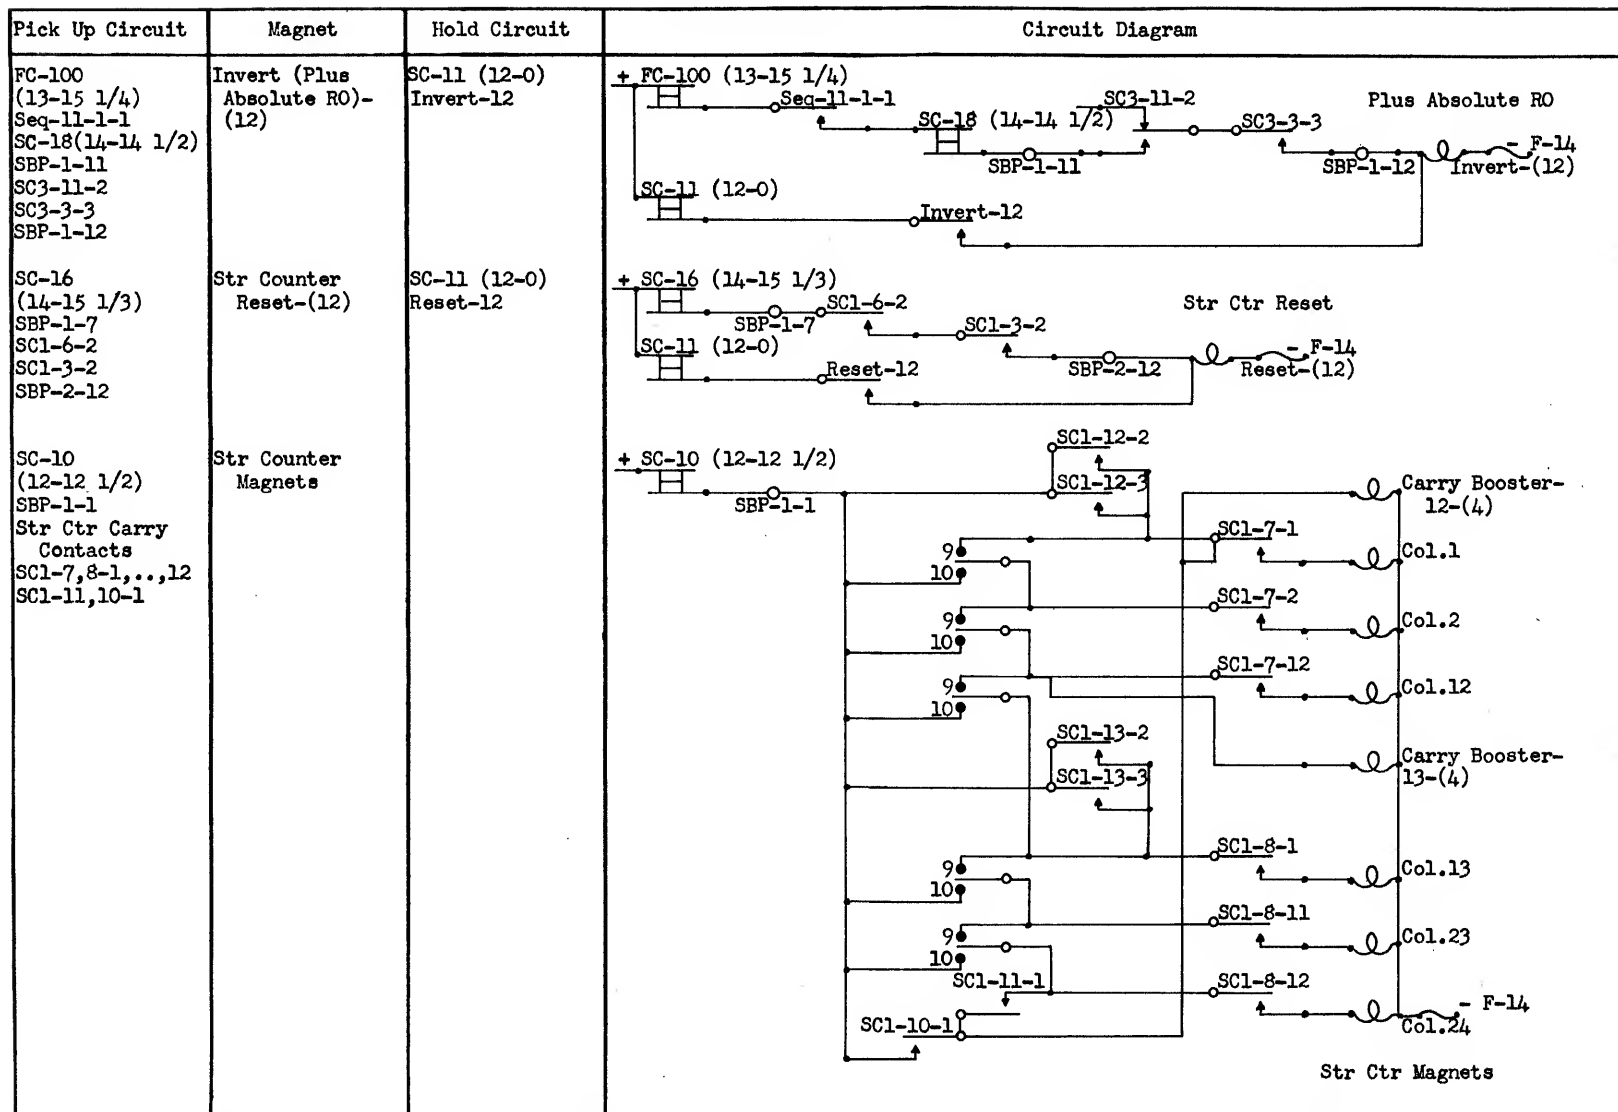 Pick Up Circuit
Magnet
Hold Circuit
Circuit Diagram
FC-100
(13-15 1/4)
Seq-11-1-1
SC-18(14-14 1/2)
SBP-1-11
SC3-11-2
SC3-3-3
SBP-1-12
Invert (Plus
Absolute RO)-
(12)
SC-11 (12-0)
Invert-12
+ FC-100 (13-15 1/4)
Seq-11-1-1
SC-18 (14-14 1/2)
SBP-1-11
SC3-11-2
SC3-3-3
Plus Absolute RO
SBP-1-12
- F-14
Invert-(12)
SC-11 (12-0)
Invert-12
SC-16
(14-15 1/3)
SBP-1-7
SC1-6-2
SC1-3-2
SBP-2-12
Str Counter
Reset-(12)
SC-11 (12-0)
Reset-12
+ SC-16 (14-15 1/3)
SBP-1-7
SC1-6-2
SC1-3-2
Str Ctr Reset
SBP-2-12
- F-14
Reset-(12)
SC-11 (12-0)
Reset-12
SC-10
(12-12 1/2)
SBP-1-1
Str Ctr Carry
Contacts
SC1-7,8-1,..,12
SC1-11,10-1
Str Counter
Magnets
+ SC-10 (12-12 1/2)
SBP-1-1
SC1-12-2
SC1-12-3
Carry Booster-
12-(4)
9
10
SC1-7-1
Col.1
9
10
SC1-7-2
Col.2
9
10
SC1-7-12
Col.12
SC1-13-2
SC1-13-3
Carry Booster-
13-(4)
9
10
SC1-8-1
Col.13
9
10
SC1-8-11
Col.23
SC1-11-1
SC1-10-1
SC1-8-12
- F-14
Col.24
Str Ctr Magnets